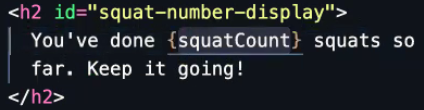 <h2 id="squat-number-display">
You've done {squatCount} squats so
far. Keep it going!
</h2>